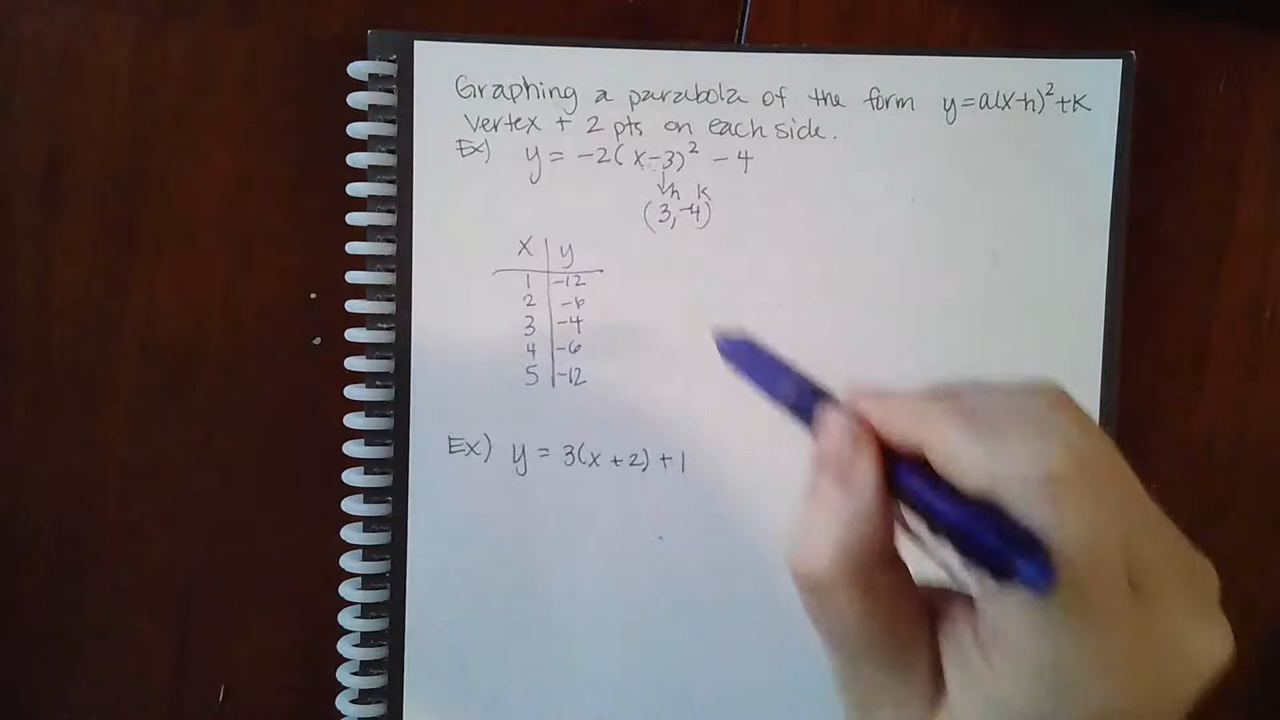 Graphing a parabola of the form y = a(x-h)² + k
vertex + 2 pts on each side.
Ex) y = -2(x-3)² - 4
h k
(3,-4)
x y
1 -12
2 -6
3 -4
4 -6
5 -12
Ex) y = 3(x+2) + 1